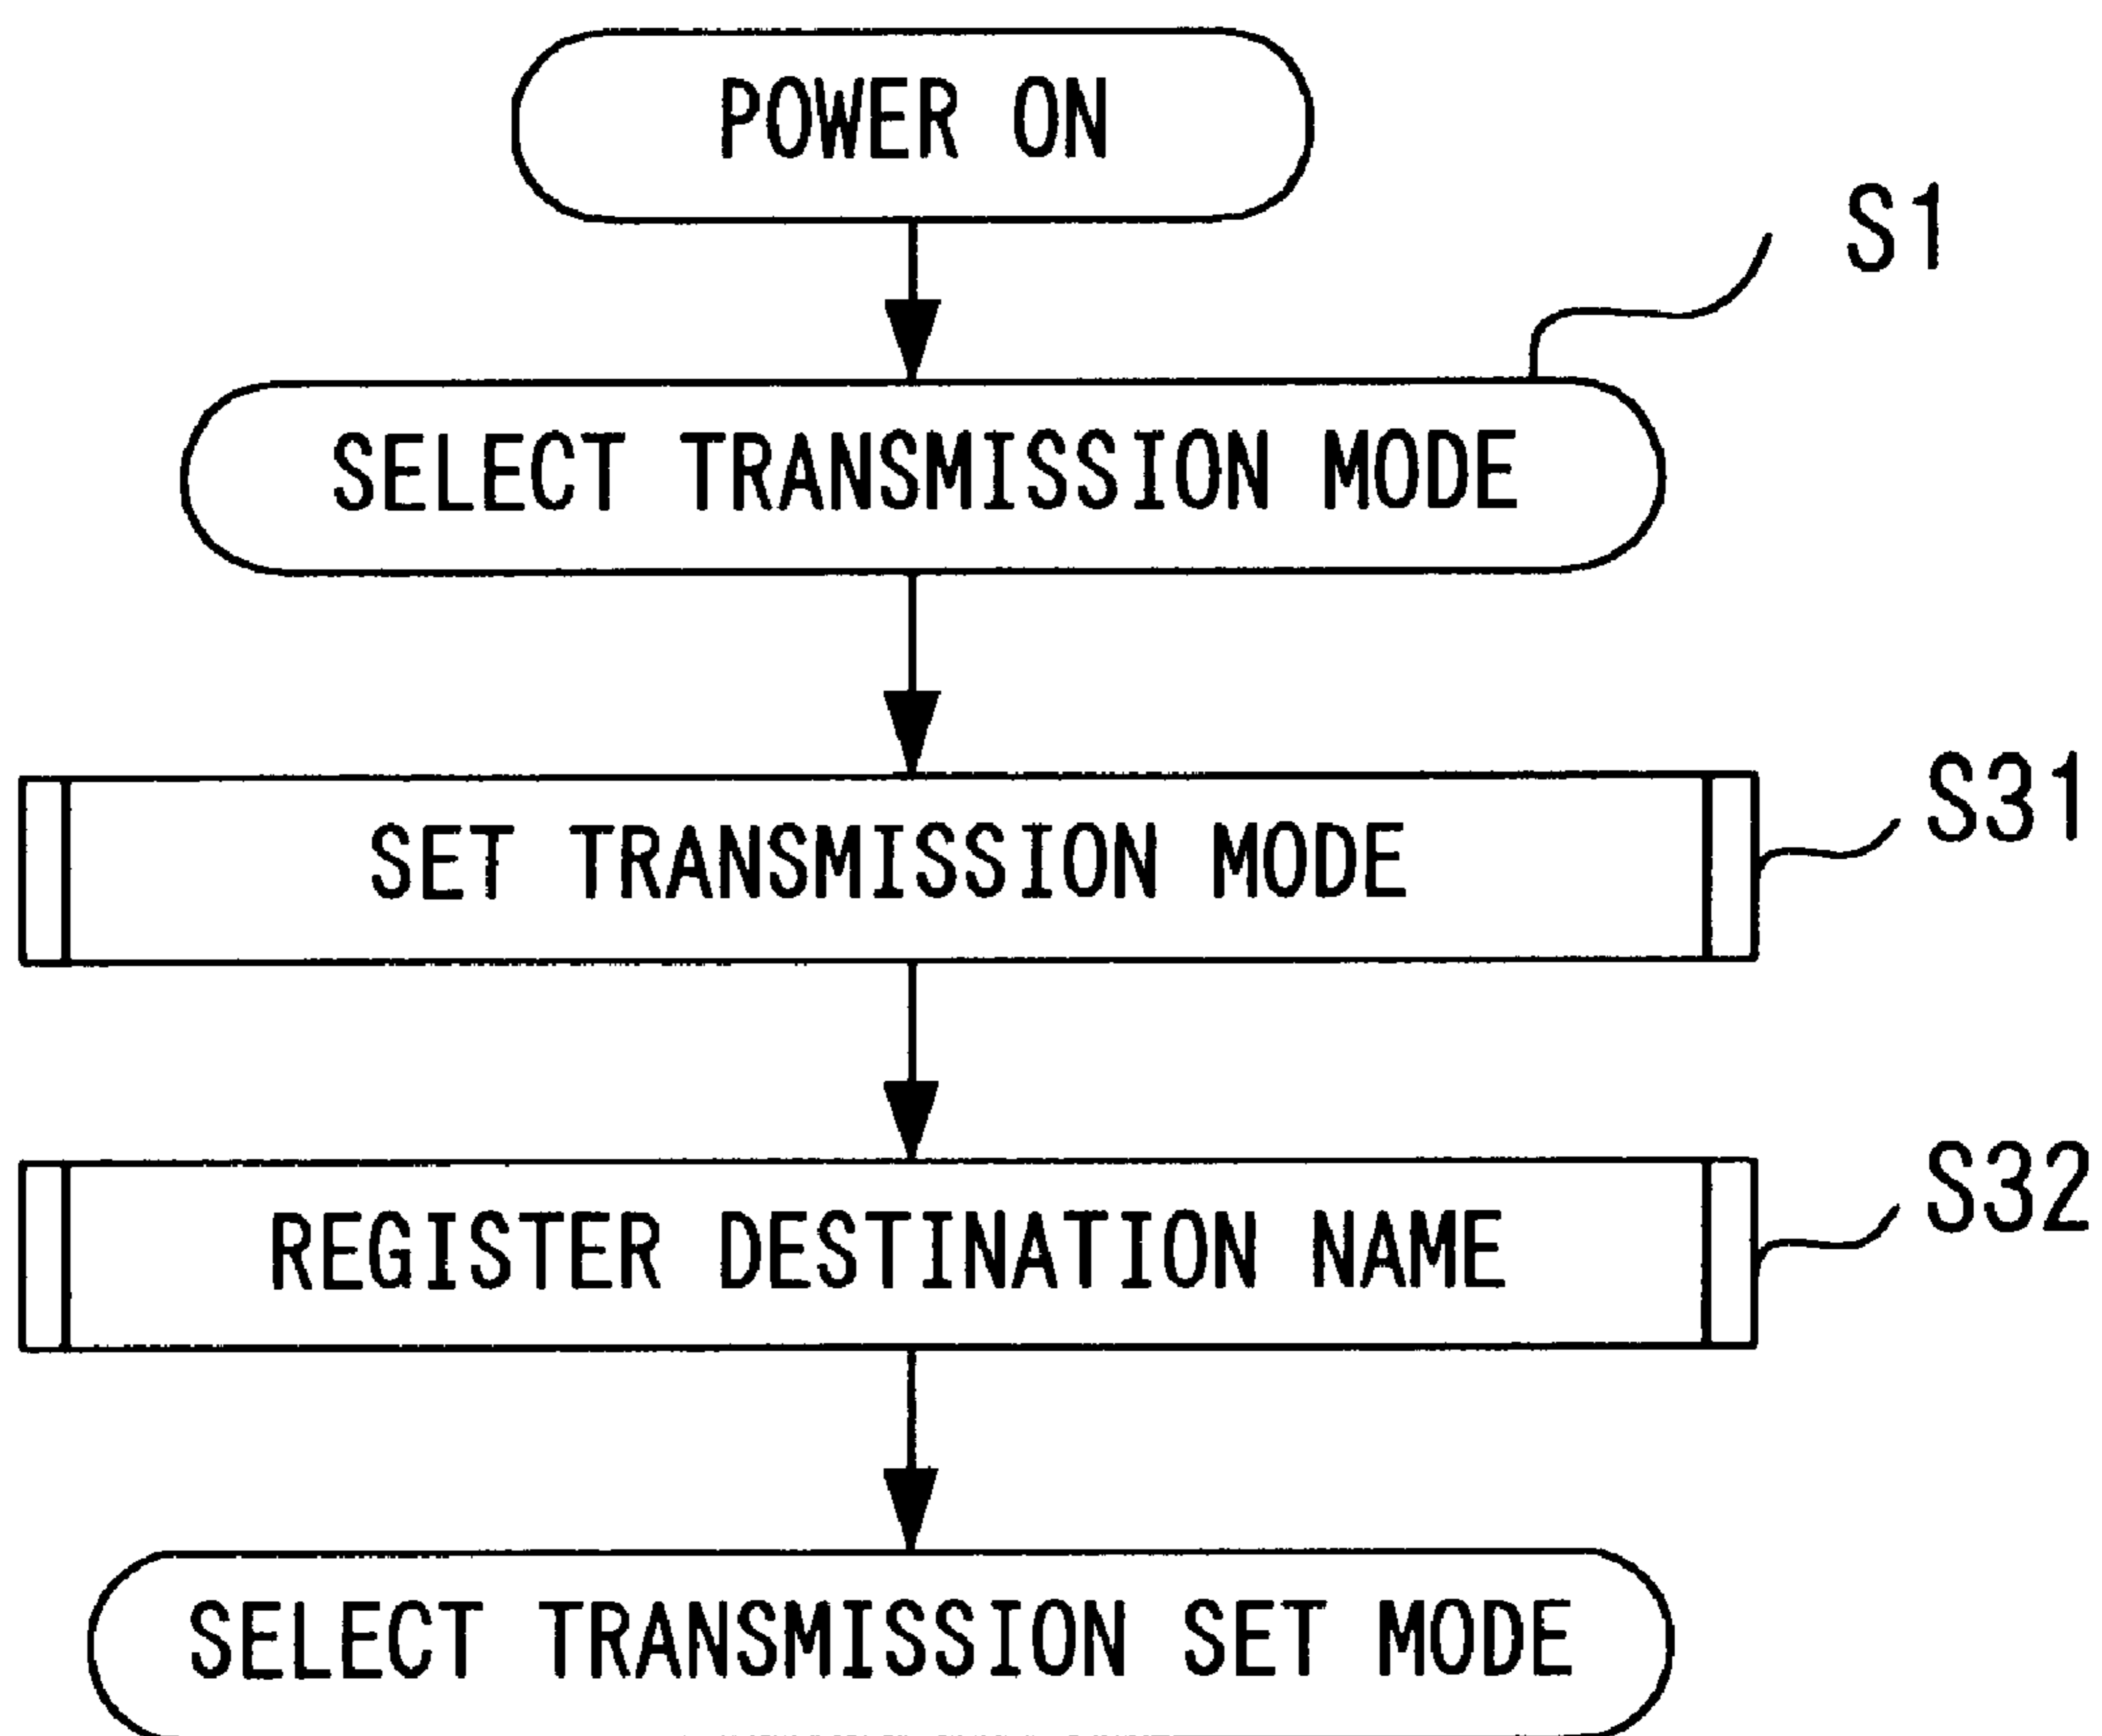 POWER ON
S1
SELECT TRANSMISSION MODE
SET TRANSMISSION MODE
S31
REGISTER DESTINATION NAME
S32
SELECT TRANSMISSION SET MODE